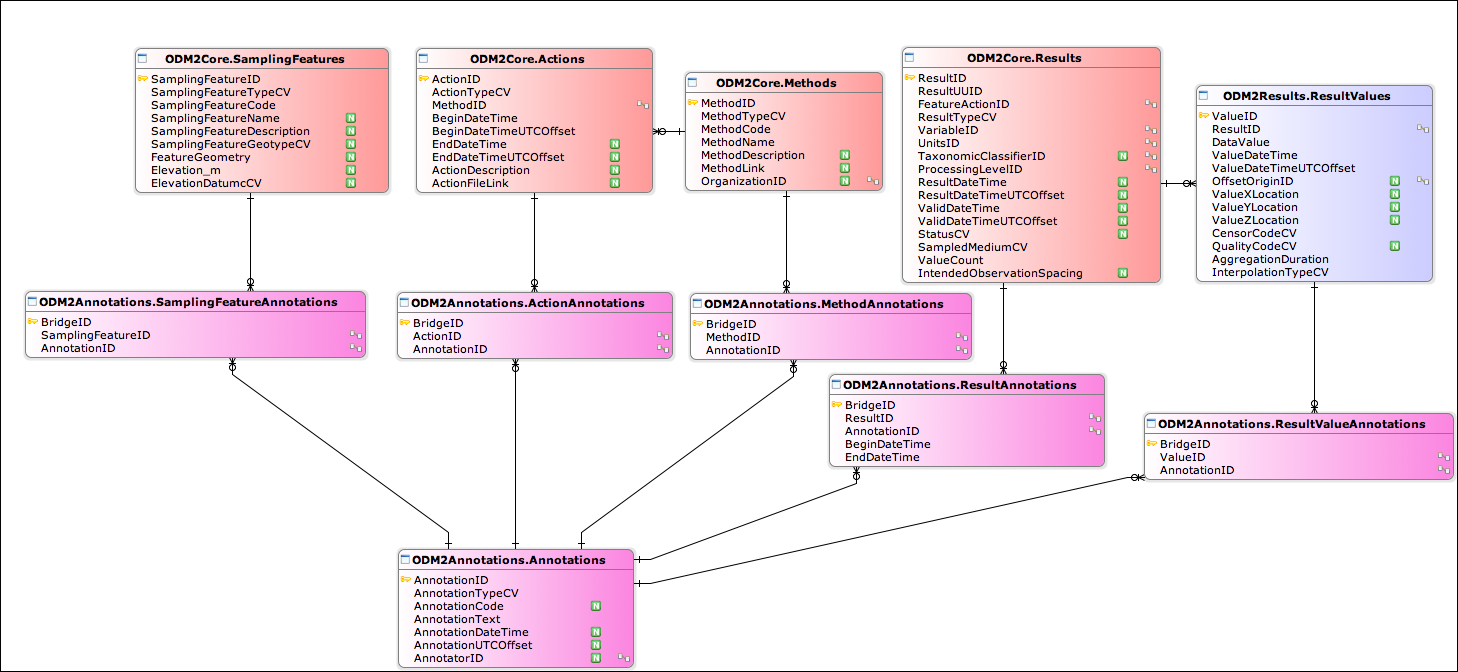 ODM2Core.SamplingFeatures
SamplingFeatureID
SamplingFeatureTypeCV
SamplingFeatureCode
SamplingFeatureName N
SamplingFeatureDescription N
SamplingFeatureGeotypeCV N
FeatureGeometry N
Elevation_m N
ElevationDatumcCV N
ODM2Core.Actions
ActionID
ActionTypeCV
MethodID
BeginDateTime
BeginDateTimeUTCOffset
EndDateTime N
EndDateTimeUTCOffset N
ActionDescription N
ActionFileLink N
ODM2Core.Methods
MethodID
MethodTypeCV
MethodCode
MethodName
MethodDescription N
MethodLink N
OrganizationID N
ODM2Core.Results
ResultID
ResultUUID
FeatureActionID
ResultTypeCV
VariableID
UnitsID
TaxonomicClassifierID N
ProcessingLevelID
ResultDateTime N
ResultDateTimeUTCOffset N
ValidDateTime N
ValidDateTimeUTCOffset N
StatusCV N
SampledMediumCV
ValueCount
IntendedObservationSpacing N
ODM2Results.ResultValues
ValueID
ResultID
DataValue
ValueDateTime
ValueDateTimeUTCOffset
OffsetOriginID N
ValueXLocation N
ValueYLocation N
ValueZLocation N
CensorCodeCV
QualityCodeCV N
AggregationDuration
InterpolationTypeCV
ODM2Annotations.SamplingFeatureAnnotations
BridgeID
SamplingFeatureID
AnnotationID
ODM2Annotations.ActionAnnotations
BridgeID
ActionID
AnnotationID
ODM2Annotations.MethodAnnotations
BridgeID
MethodID
AnnotationID
ODM2Annotations.ResultAnnotations
BridgeID
ResultID
AnnotationID
BeginDateTime
EndDateTime
ODM2Annotations.ResultValueAnnotations
BridgeID
ValueID
AnnotationID
ODM2Annotations.Annotations
AnnotationID
AnnotationTypeCV
AnnotationCode N
AnnotationText
AnnotationDateTime N
AnnotationUTCOffset N
AnnotatorID N